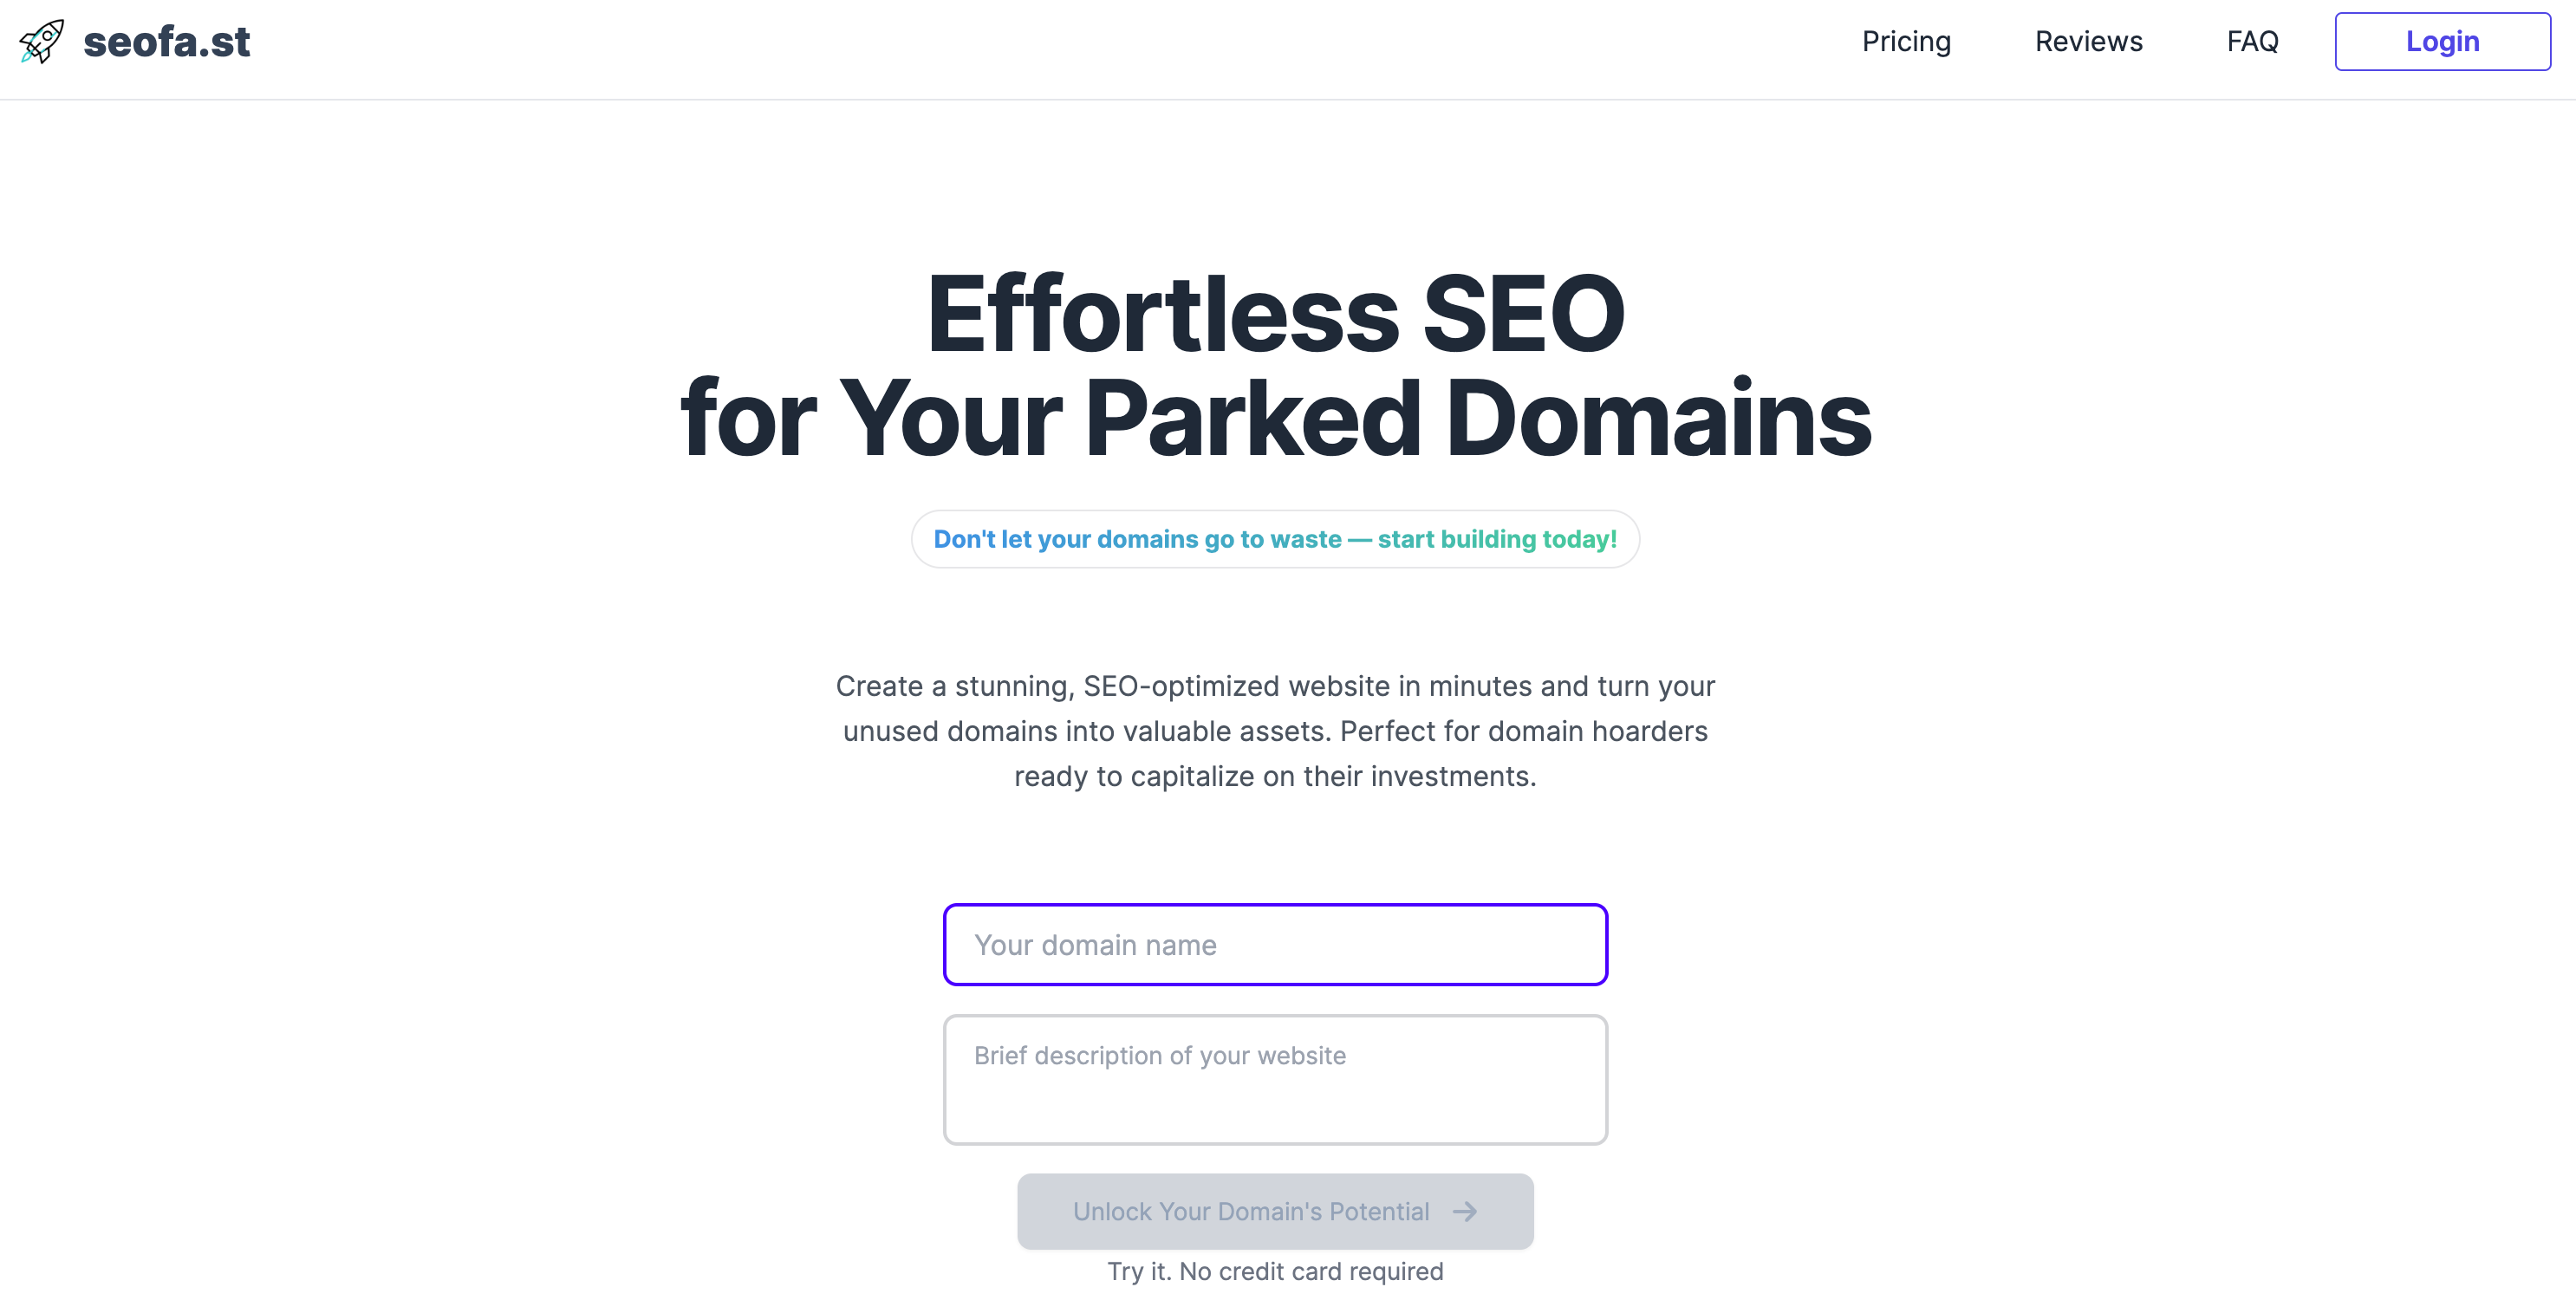 seofa.st
Pricing
Reviews
FAQ
Login
Effortless SEO
for Your Parked Domains
Don't let your domains go to waste — start building today!
Create a stunning, SEO-optimized website in minutes and turn your
unused domains into valuable assets. Perfect for domain hoarders
ready to capitalize on their investments.
Your domain name
Brief description of your website
Unlock Your Domain's Potential →
Try it. No credit card required